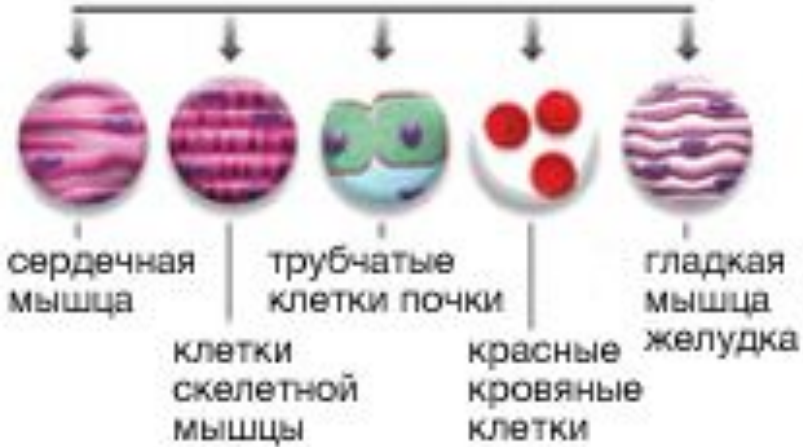 сердечная
мышца
клетки
скелетной
мышцы
трубчатые
клетки почки
красные
кровяные
клетки
гладкая
мышца
желудка